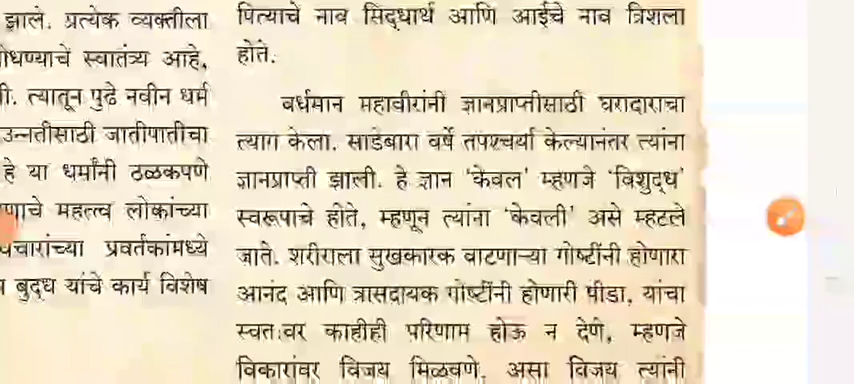 झाले. प्रत्येक व्यक्तीला
धण्याचे स्वातंत्र्य आहे,
त्यातून पुढे नवीन धर्म
उन्नतीसाठी जातीपातीचा
हे या धर्मांनी ठळकपणे
णाचे महत्त्व लोकांच्या
चारांच्या प्रवर्तकांमध्ये
बुद्ध यांचे कार्य विशेष
पित्याचे नाव सिद्धार्थ आणि आईचे नाव त्रिशला
होते.
वर्धमान महावीरांनी ज्ञानप्राप्तीसाठी घरादाराचा
त्याग केला. साडेबारा वर्षे तपश्चर्या केल्यानंतर त्यांना
ज्ञानप्राप्ती झाली. हे ज्ञान ‘केवल’ म्हणजे ‘विशुद्ध’
स्वरूपाचे होते, म्हणून त्यांना ‘केवली’ असे म्हटले
जाते. शरीराला सुखकारक वाटणाऱ्या गोष्टींनी होणारा
आनंद आणि त्रासदायक गोष्टींनी होणारी पीडा, यांचा
स्वतःवर काहीही परिणाम होऊ न देणे, म्हणजे
विकारांवर विजय मिळवणे. असा विजय त्यांनी